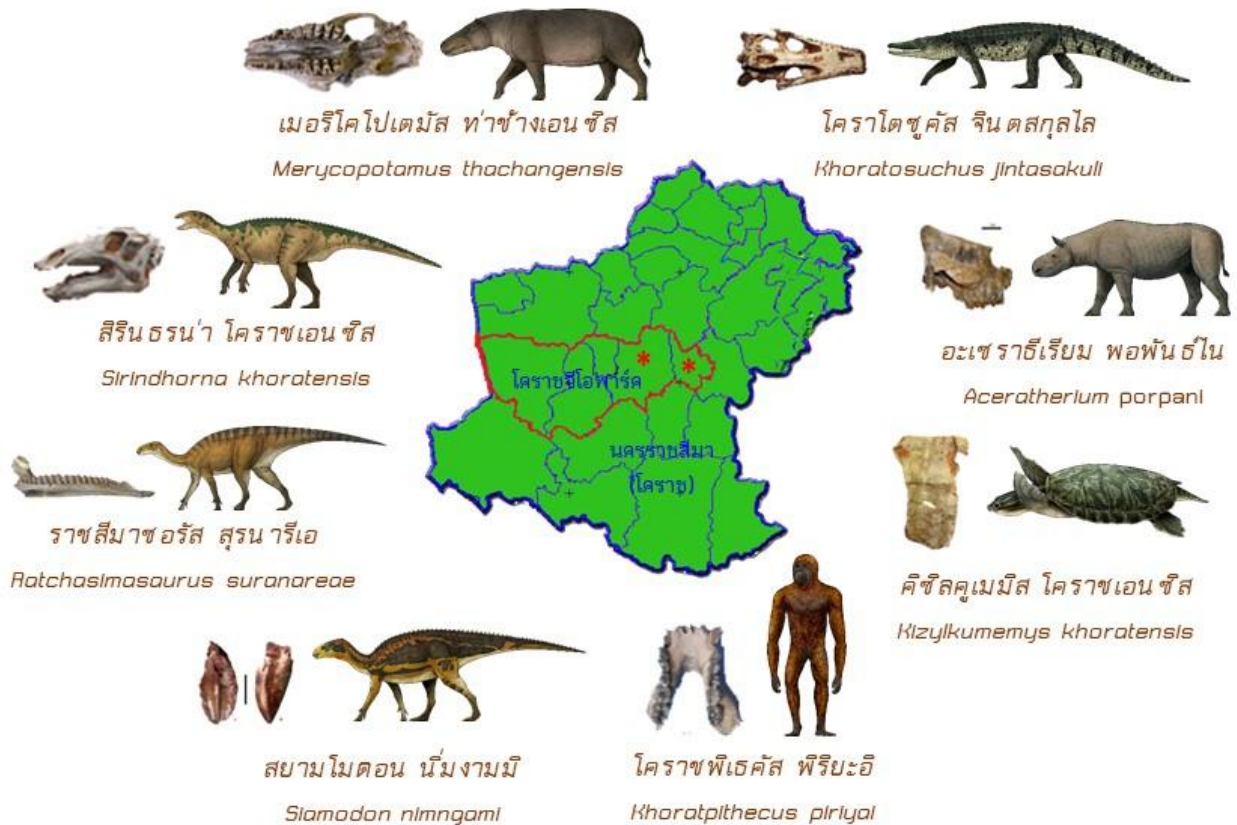 เมอริโคโปเตมัส ท่าช้างเอนซิส
Merycopotamus thachangensis
โคราโตซูคัส จินตสกุลไล
Khoratosuchus jintasakuli
สิรินธรน่า โคราชเอนซิส
Sirindhorna khoratensis
อะเซราธีเรียม พอพันธ์ไน
Aceratherium porpani
โคราชจีโอพาร์ค
นครราชสีมา
(โคราช)
ราชสีมาซอรัส สุรนารีเอ
Ratchasimasaurus suranareae
คิซิลคูเมมิส โคราชเอนซิส
Kizylkumemys khoratensis
สยามโมดอน นิ่มงามมิ
Siamodon nimngami
โคราชพิเธคัส พิริยะอิ
Khoratpithecus piriyai